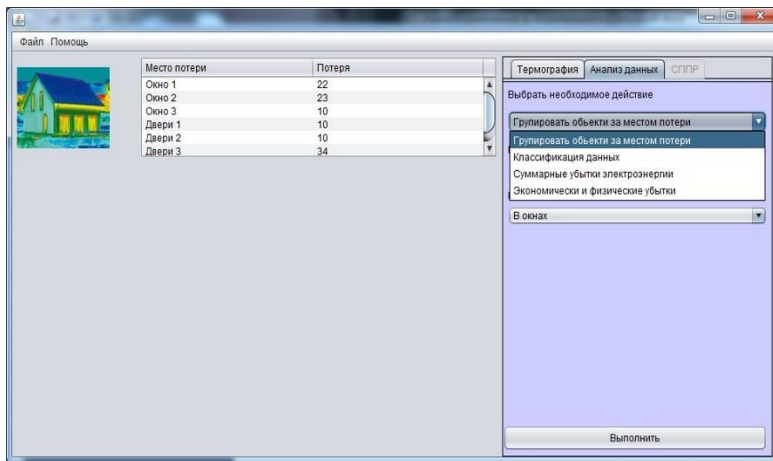 Файл Помощь
Место потери Потеря
Окно 1 22
Окно 2 23
Окно 3 10
Двери 1 10
Двери 2 10
Двери 3 34
Термография Анализ данных СППР
Выбрать необходимое действие
Групировать обьекти за местом потери
Групировать обьекти за местом потери
Классификация данных
Суммарные убытки электроэнергии
Экономически и физические убытки
В окнах
Выполнить